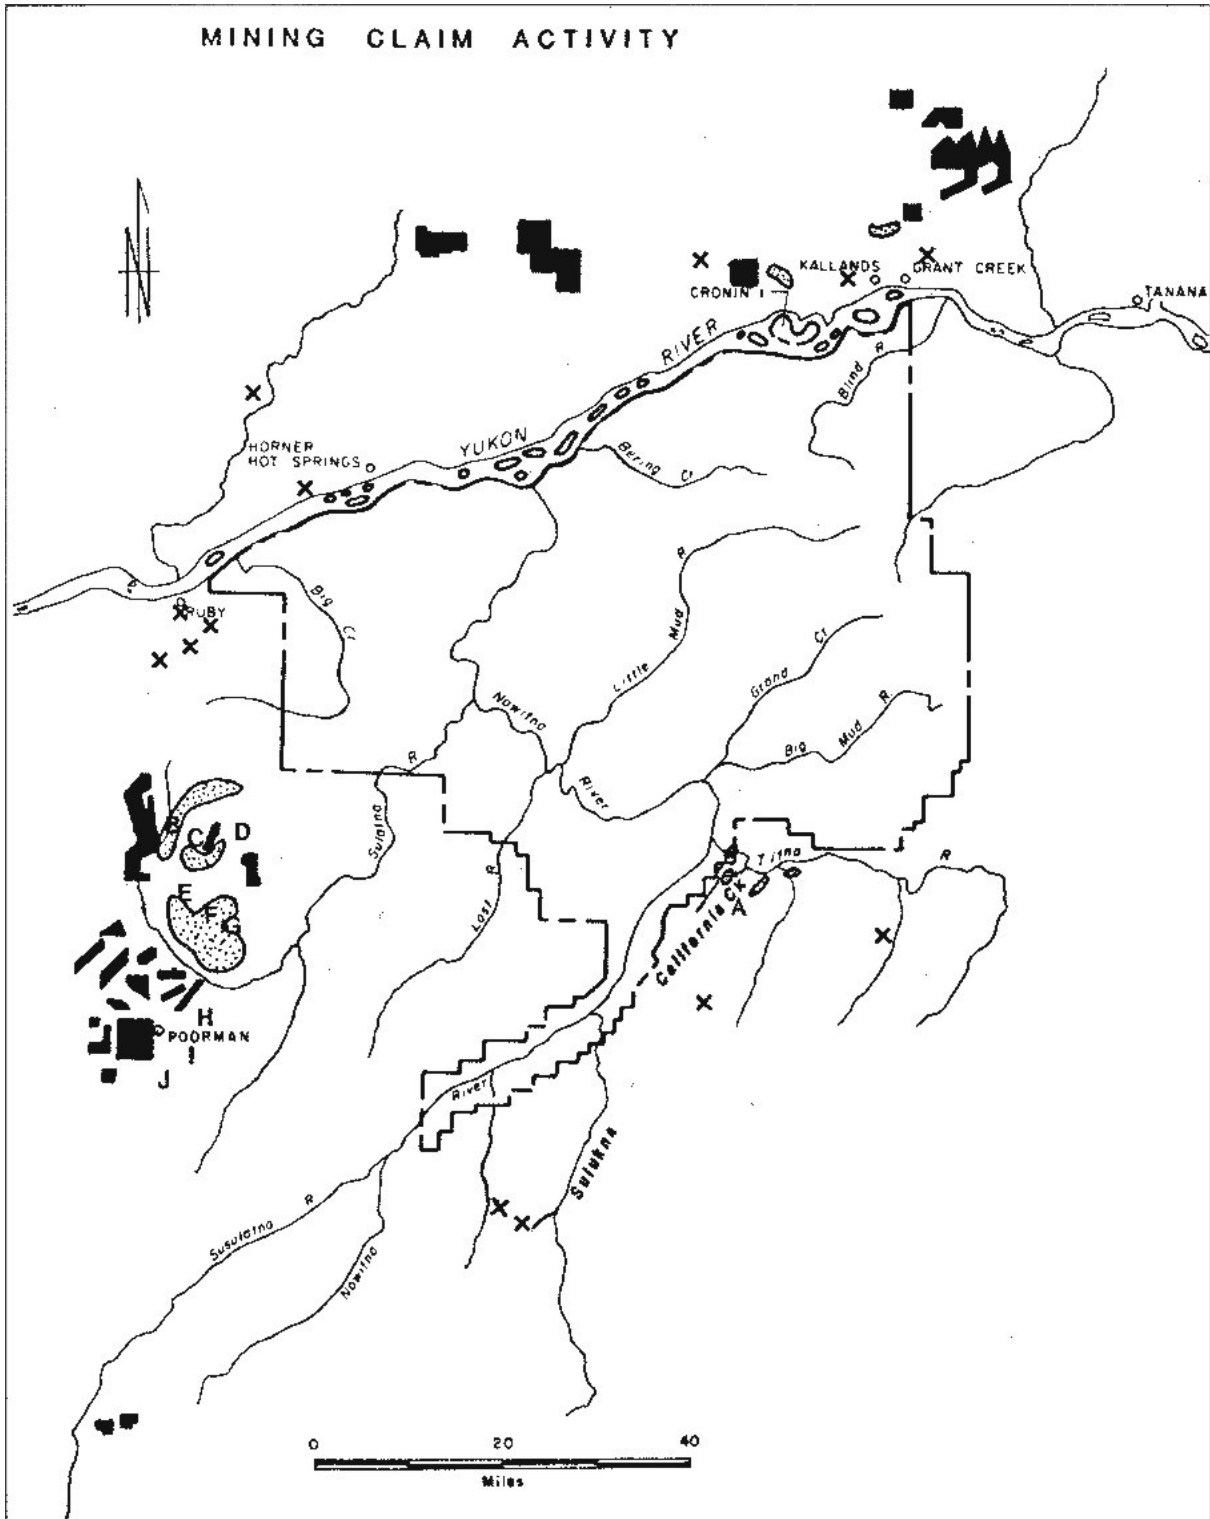 MINING CLAIM ACTIVITY
N
KALLANDS
GRANT CREEK
CRONIN 1
TANANA
RIVER
Blind R
YUKON
HORNER
HOT SPRINGS
Bering Cr
Big Cr
RUBY
Little Mud R.
Grand Cr
Nowitna
River
Big Mud R.
Sulatna R
B
C
D
E
F
G
Lost R.
Titna R
California Ck
A
H
POORMAN
I
J
River
Sulukna
Susulatna R
Nowitna
0 20 40
Miles